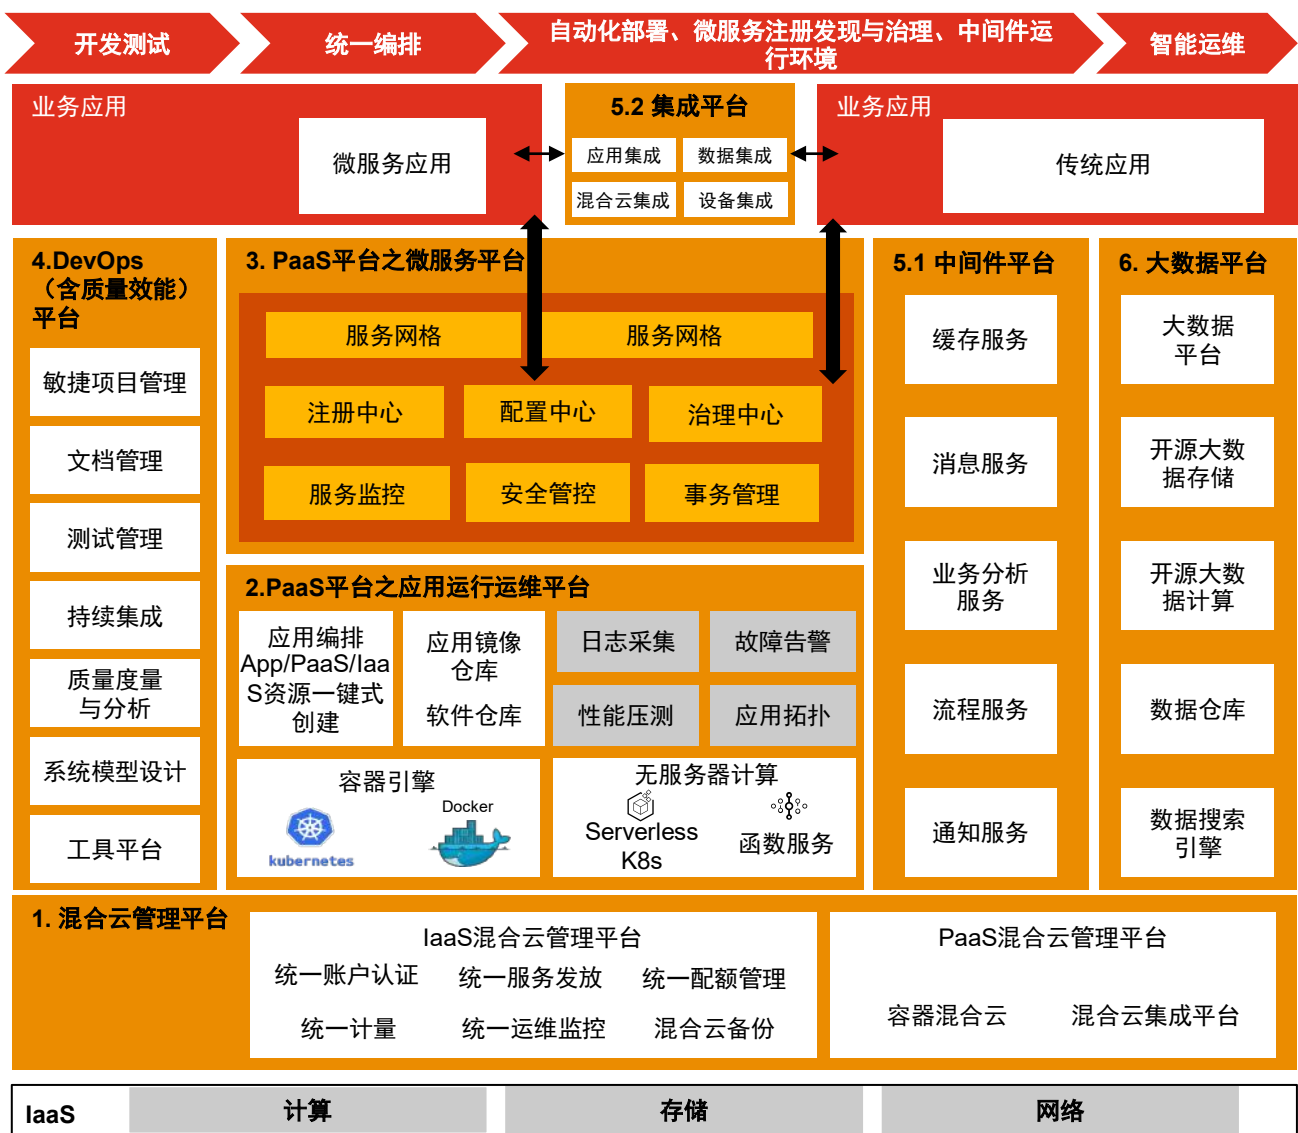 开发测试
统一编排
自动化部署、微服务注册发现与治理、中间件运
行环境
智能运维
业务应用
微服务应用
5.2 集成平台
应用集成
数据集成
混合云集成
设备集成
业务应用
传统应用
4.DevOps
（含质量效能）
平台
敏捷项目管理
文档管理
测试管理
持续集成
质量度量
与分析
系统模型设计
工具平台
3. PaaS平台之微服务平台
服务网格
服务网格
注册中心
配置中心
治理中心
服务监控
安全管控
事务管理
2.PaaS平台之应用运行运维平台
应用编排
App/PaaS/Iaa
S资源一键式
创建
应用镜像
仓库
软件仓库
日志采集
故障告警
性能压测
应用拓扑
容器引擎
kubernetes
Docker
无服务器计算
Serverless
K8s
函数服务
5.1 中间件平台
缓存服务
消息服务
业务分析
服务
流程服务
通知服务
6. 大数据平台
大数据
平台
开源大数
据存储
开源大数
据计算
数据仓库
数据搜索
引擎
1. 混合云管理平台
IaaS混合云管理平台
统一账户认证
统一服务发放
统一配额管理
统一计量
统一运维监控
混合云备份
PaaS混合云管理平台
容器混合云
混合云集成平台
IaaS
计算
存储
网络